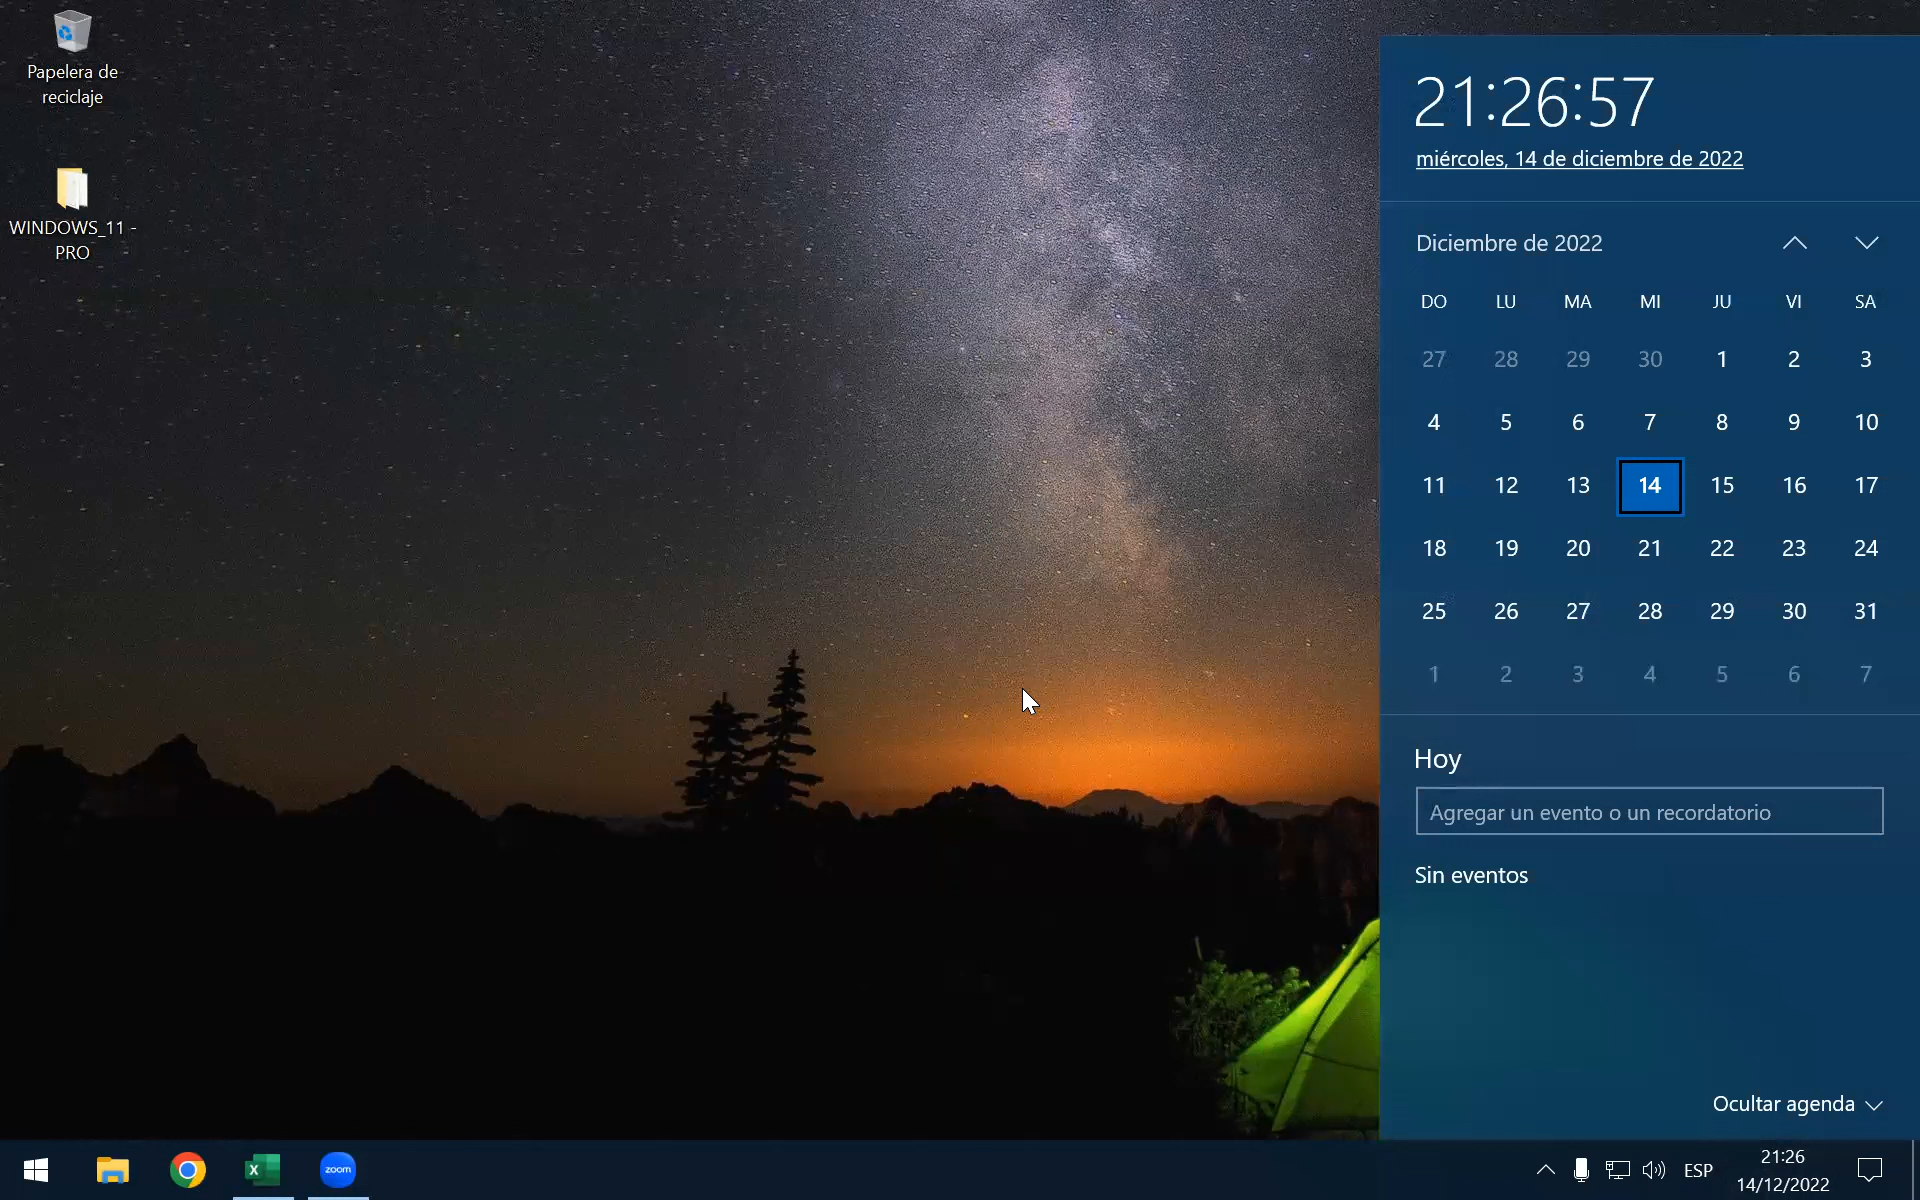 Papelera de
reciclaje
WINDOWS_11 -
PRO
21:26:57
miércoles, 14 de diciembre de 2022
Diciembre de 2022
DO LU MA MI JU VI SA
27 28 29 30 1 2 3
4 5 6 7 8 9 10
11 12 13 14 15 16 17
18 19 20 21 22 23 24
25 26 27 28 29 30 31
1 2 3 4 5 6 7
Hoy
Agregar un evento o un recordatorio
Sin eventos
Ocultar agenda
X
zoom
ESP
21:26
14/12/2022